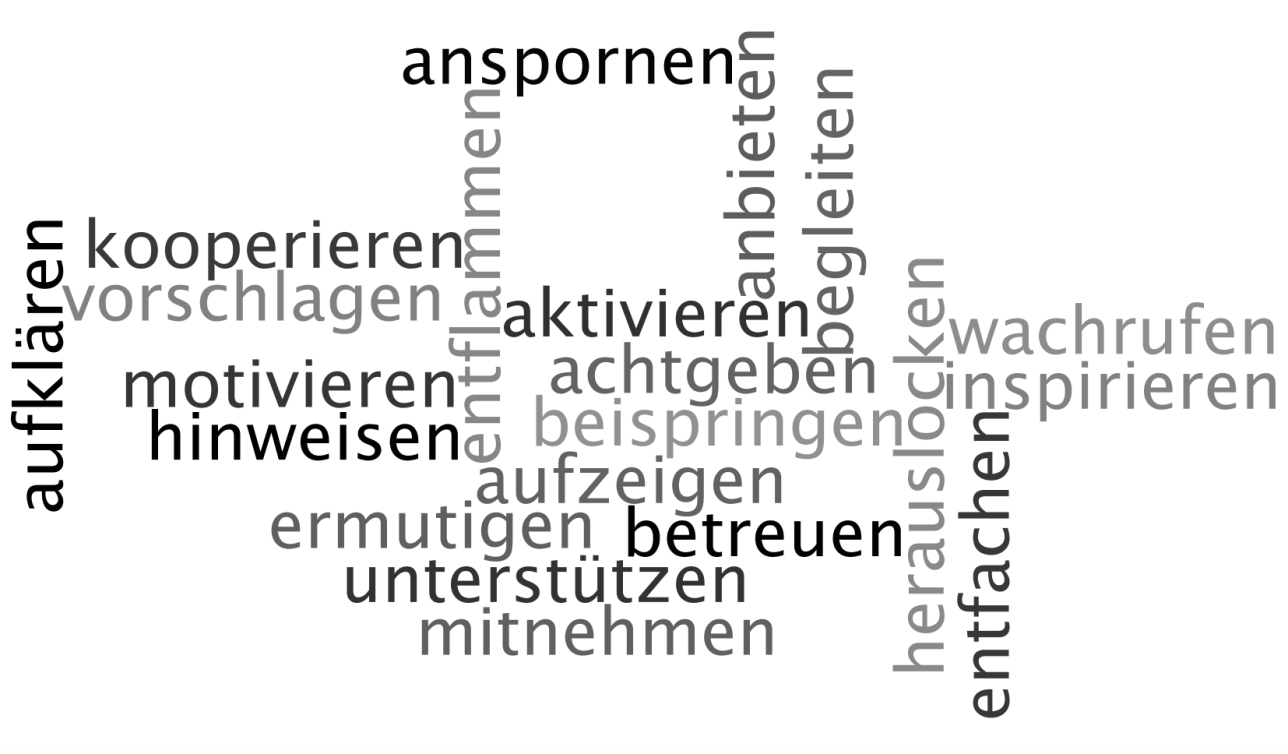 anspornen
anbieten
begleiten
entflammen
aufklären
kooperieren
vorschlagen
aktivieren
herauslocken
wachrufen
achtgeben
motivieren
inspirieren
beispringen
hinweisen
entfachen
aufzeigen
ermutigen
betreuen
unterstützen
mitnehmen